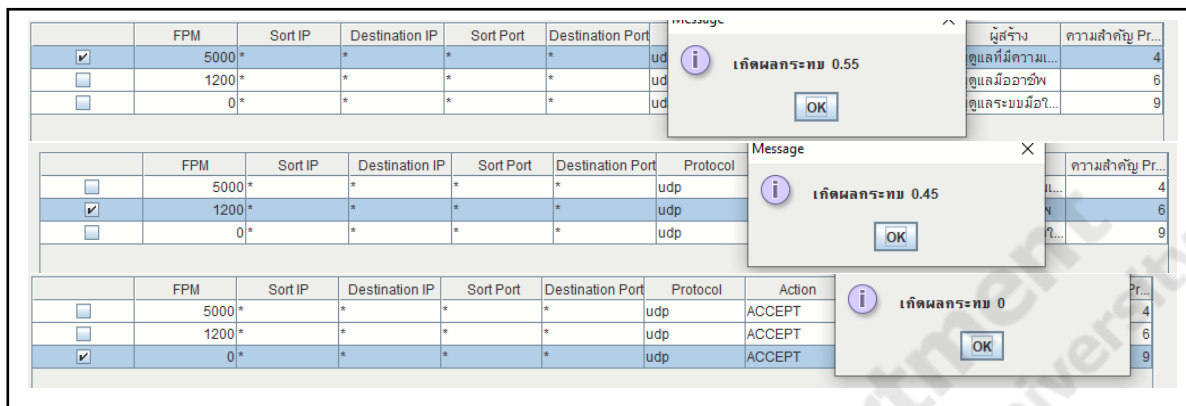 Message
FPM Sort IP Destination IP Sort Port Destination Port ผู้สร้าง ความสำคัญ Pr...
5000 * * * * ud ดูแลที่มีความเ... 4
เกิดผลกระทบ 0.55
1200 * * * * ud ดูแลมืออาชีพ 6
0 * * * * ud ดูแลระบบมือใ... 9
OK
Message
FPM Sort IP Destination IP Sort Port Destination Port Protocol ความสำคัญ Pr...
5000 * * * * udp 4
เกิดผลกระทบ 0.45
1200 * * * * udp 6
0 * * * * udp 9
OK
FPM Sort IP Destination IP Sort Port Destination Port Protocol Action Pr...
เกิดผลกระทบ 0
5000 * * * * udp ACCEPT 4
1200 * * * * udp ACCEPT 6
0 * * * * udp ACCEPT 9
OK